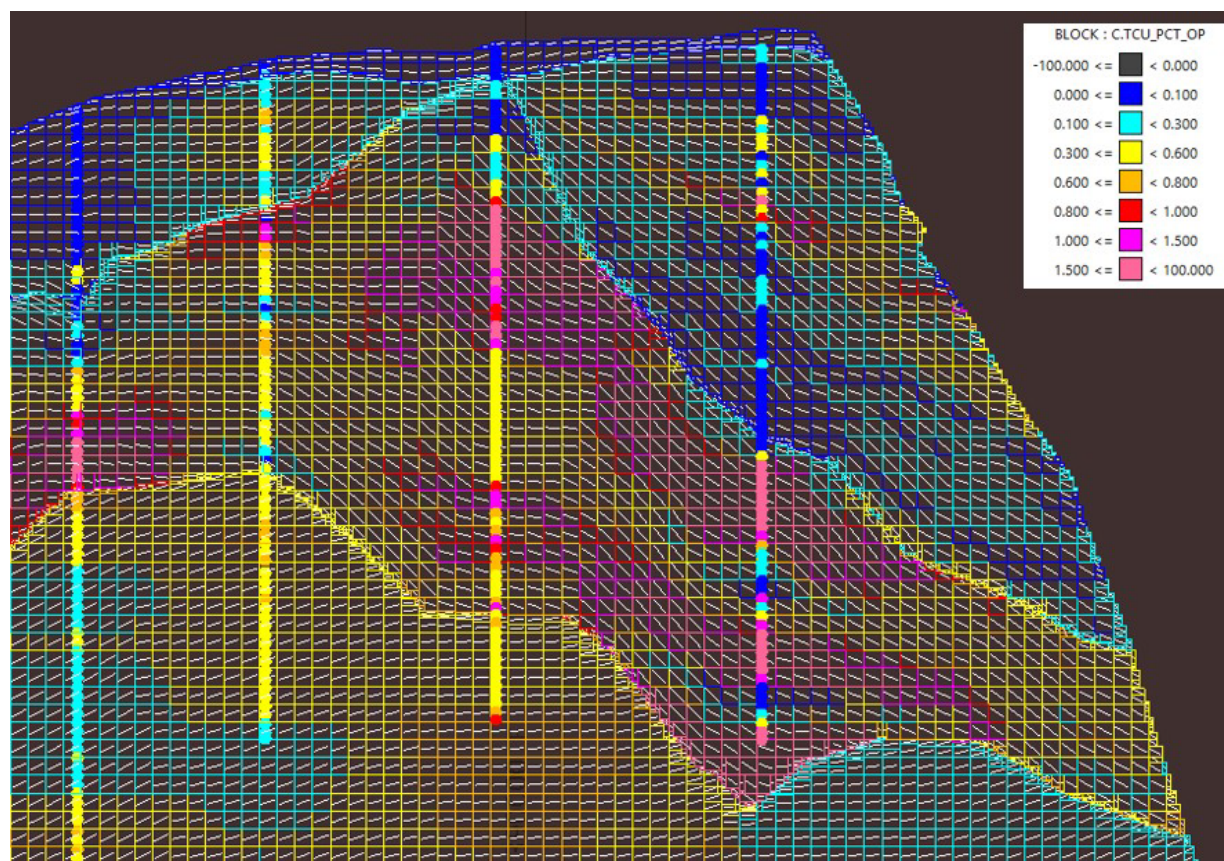 BLOCK : C.TCU_PCT_OP
-100.000 <= < 0.000
0.000 <= < 0.100
0.100 <= < 0.300
0.300 <= < 0.600
0.600 <= < 0.800
0.800 <= < 1.000
1.000 <= < 1.500
1.500 <= < 100.000